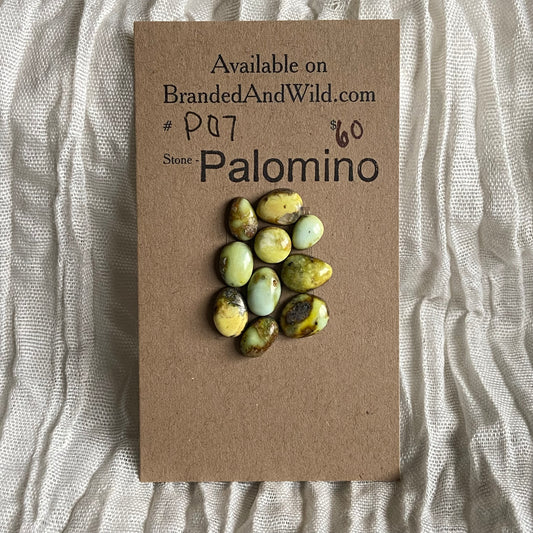 Available on
BrandedAndWild.com
# P07 $60
Stone - Palomino